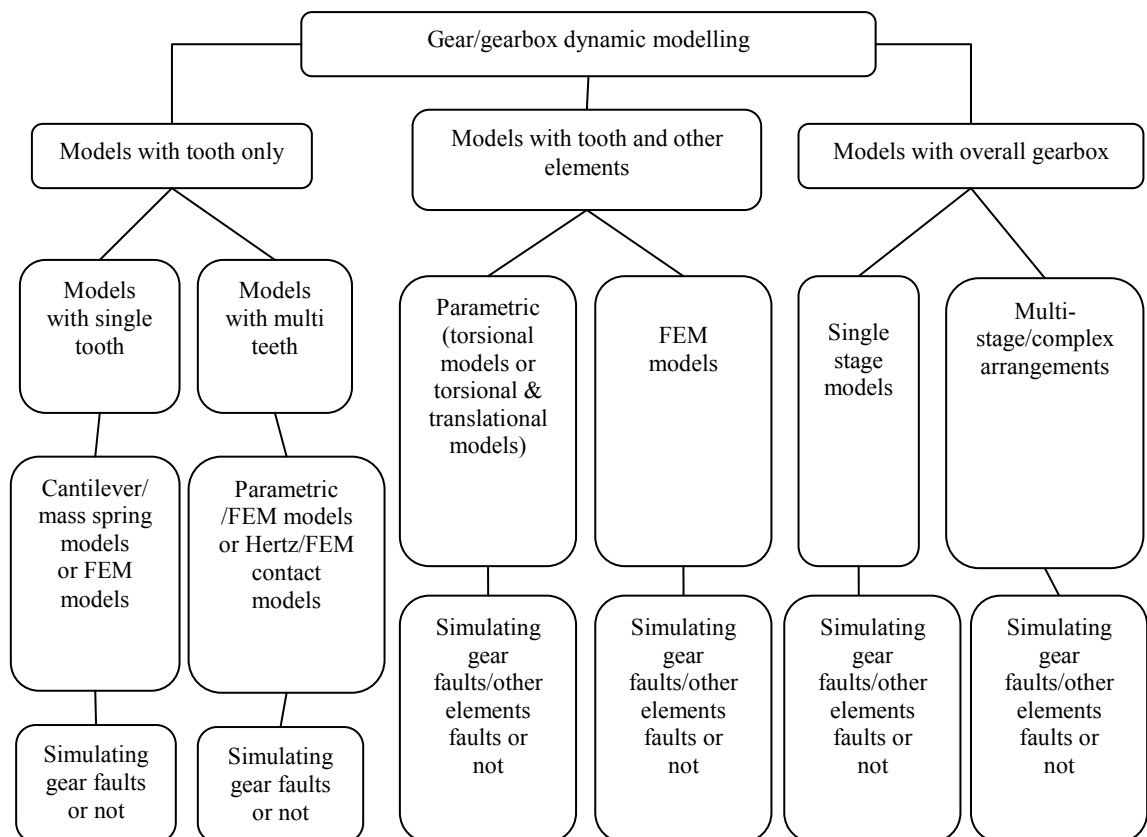 Gear/gearbox dynamic modelling
Models with tooth only
Models with tooth and other
elements
Models with overall gearbox
Models
with single
tooth
Models
with multi
teeth
Parametric
(torsional
models or
torsional &
translational
models)
FEM
models
Single
stage
models
Multi-
stage/complex
arrangements
Cantilever/
mass spring
models
or FEM
models
Parametric
/FEM models
or Hertz/FEM
contact
models
Simulating
gear faults
or not
Simulating
gear faults
or not
Simulating
gear
faults/other
elements
faults or
not
Simulating
gear
faults/other
elements
faults or
not
Simulating
gear
faults/other
elements
faults or
not
Simulating
gear
faults/other
elements
faults or
not